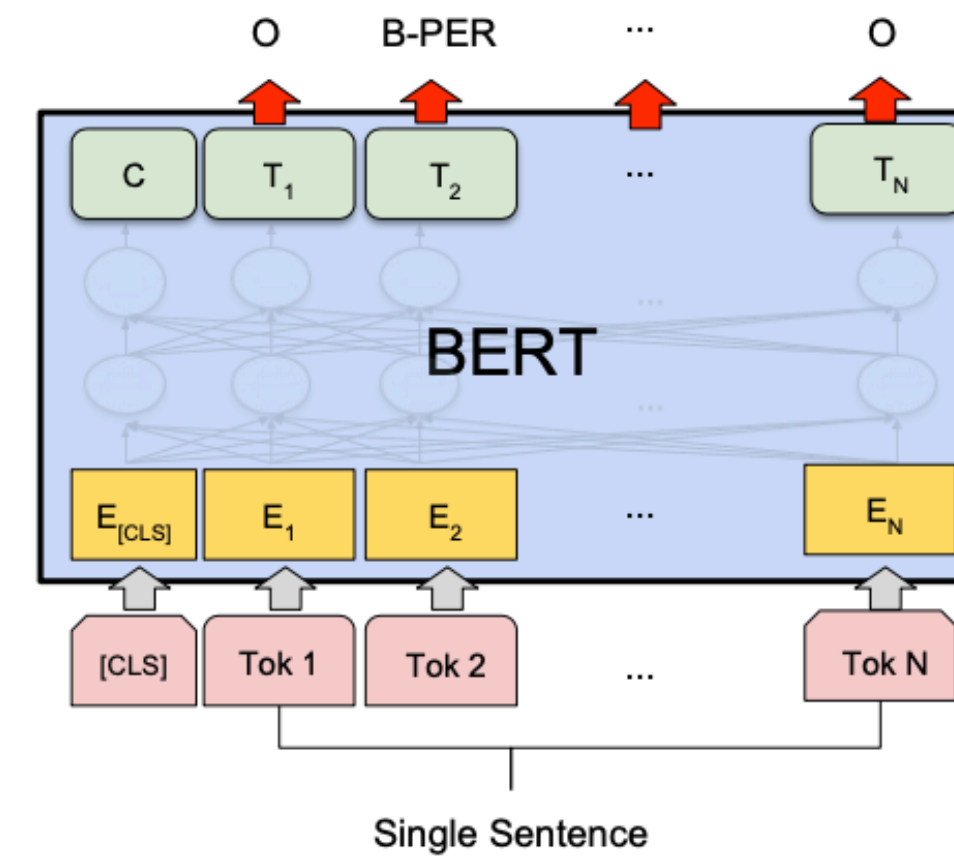 O B-PER ... O
C T1 T2 ... TN
...
BERT
...
E[CLS] E1 E2 ... EN
[CLS] Tok 1 Tok 2 ... Tok N
Single Sentence